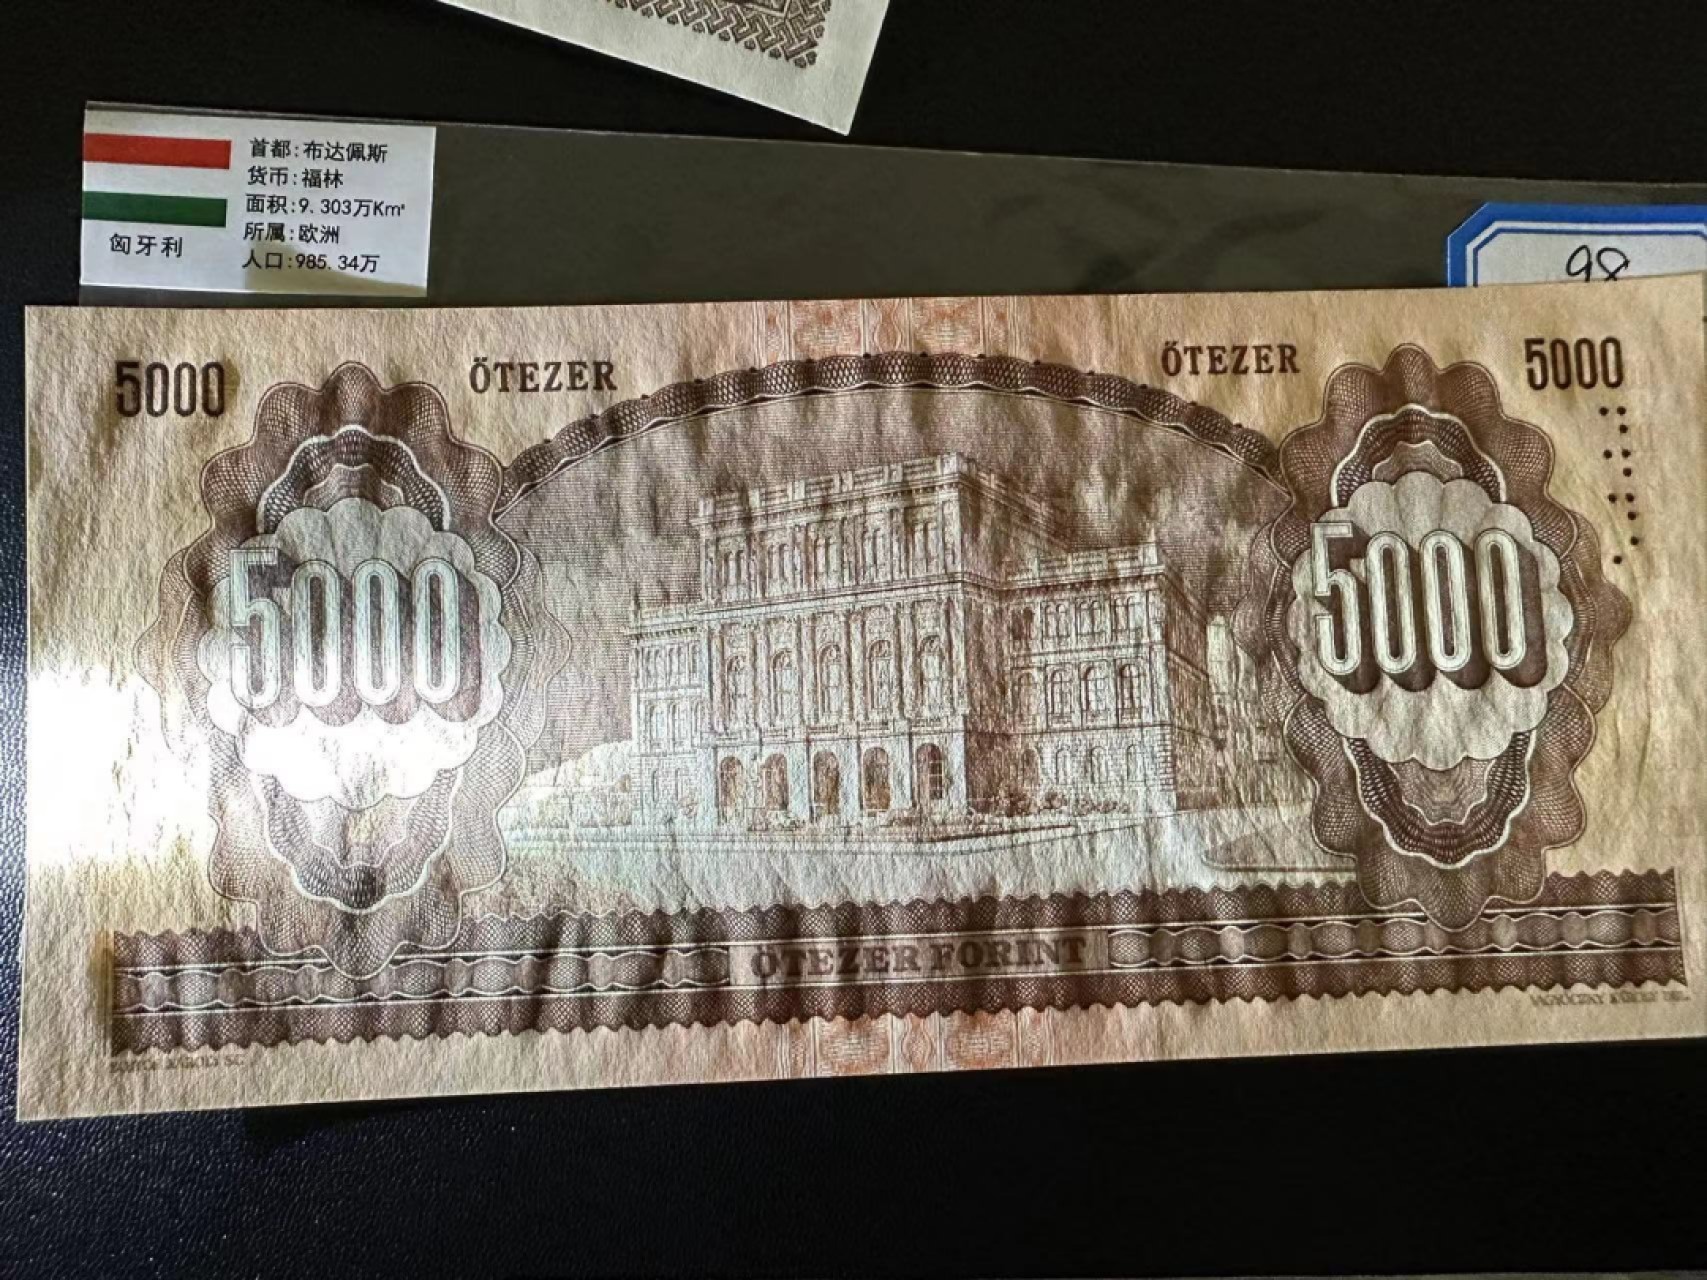 首都:布达佩斯
货币:福林
面积:9.303万Km²
所属:欧洲
人口:985.34万
匈牙利
98
5000 ÖTEZER ÖTEZER 5000
5000 5000
ÖTEZER FORINT